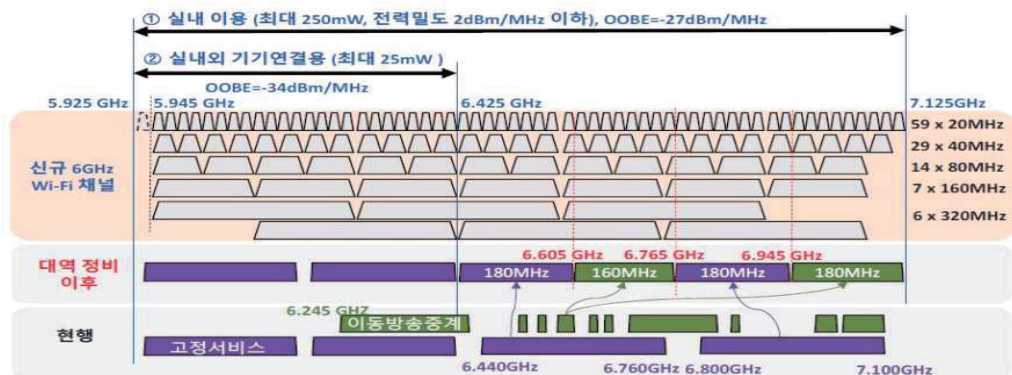 ① 실내 이용 (최대 250mW, 전력밀도 2dBm/MHz 이하), OOBE=-27dBm/MHz
② 실내외 기기연결용 (최대 25mW )
OOBE=-34dBm/MHz
5.925 GHz
5.945 GHz
6.425 GHz
7.125GHz
신규 6GHz
Wi-Fi 채널
59 x 20MHz
29 x 40MHz
14 x 80MHz
7 x 160MHz
6 x 320MHz
대역 정비
이후
6.605 GHz
6.765 GHz
6.945 GHz
180MHz
160MHz
180MHz
180MHz
현행
6.245 GHZ
이동방송중계
고정서비스
6.440GHz
6.760GHz
6.800GHz
7.100GHz